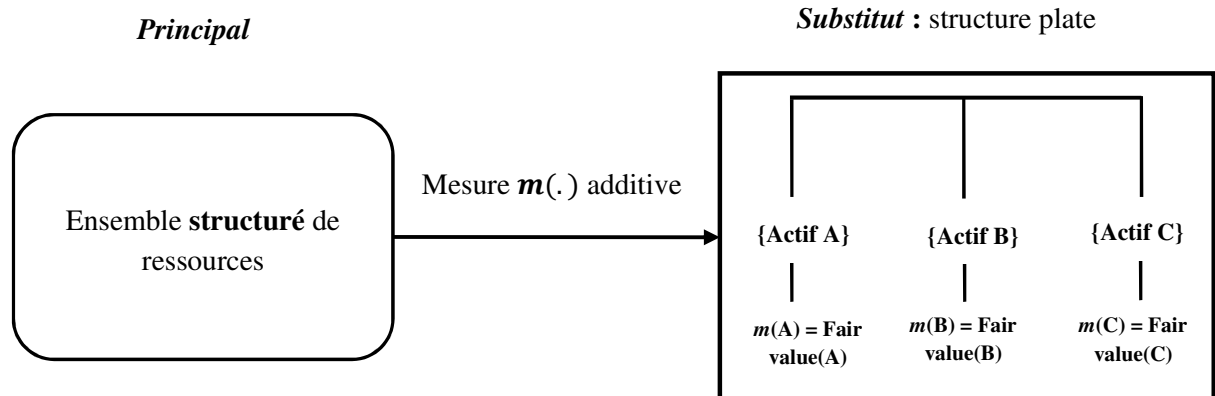 Principal
Substitut : structure plate
Ensemble structuré de
ressources
Mesure m(.) additive
{Actif A}
{Actif B}
{Actif C}
m(A) = Fair
value(A)
m(B) = Fair
value(B)
m(C) = Fair
value(C)